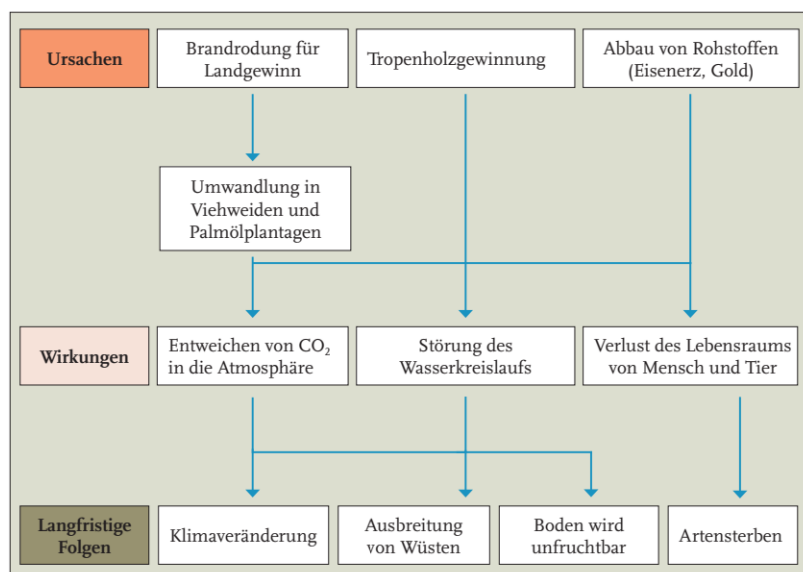 Ursachen
Brandrodung für
Landgewinn
Tropenholzgewinnung
Abbau von Rohstoffen
(Eisenerz, Gold)
Umwandlung in
Viehweiden und
Palmölplantagen
Wirkungen
Entweichen von CO₂
in die Atmosphäre
Störung des
Wasserkreislaufs
Verlust des Lebensraums
von Mensch und Tier
Langfristige
Folgen
Klimaveränderung
Ausbreitung
von Wüsten
Boden wird
unfruchtbar
Artensterben